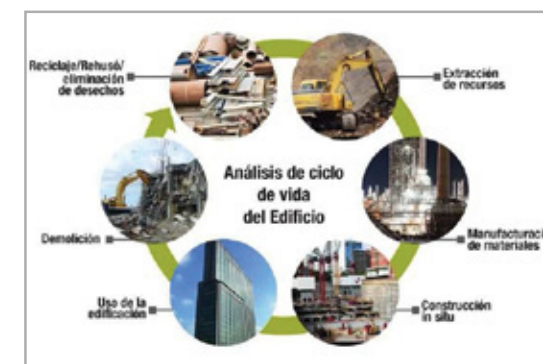 Reciclaje/Rehusó/
eliminación
de desechos
Extracción
de recursos
Análisis de ciclo
de vida
del Edificio
Manufacturaci
de materiales
Demolición
Uso de la
edificación
Construcción
in situ